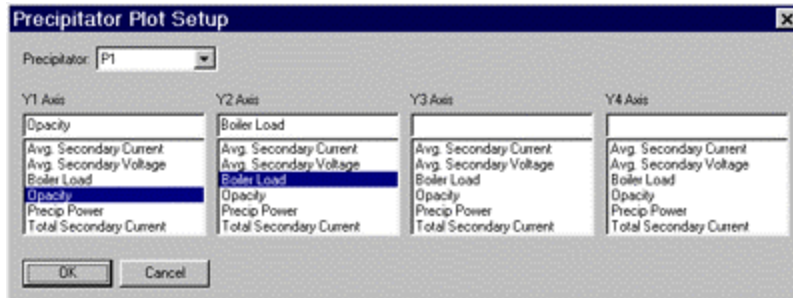 Precipitator Plot Setup
Precipitator: P1
Y1 Axis
Opacity
Avg. Secondary Current
Avg. Secondary Voltage
Boiler Load
Opacity
Precip Power
Total Secondary Current
Y2 Axis
Boiler Load
Avg. Secondary Current
Avg. Secondary Voltage
Boiler Load
Opacity
Precip Power
Total Secondary Current
Y3 Axis
Avg. Secondary Current
Avg. Secondary Voltage
Boiler Load
Opacity
Precip Power
Total Secondary Current
Y4 Axis
Avg. Secondary Current
Avg. Secondary Voltage
Boiler Load
Opacity
Precip Power
Total Secondary Current
OK
Cancel